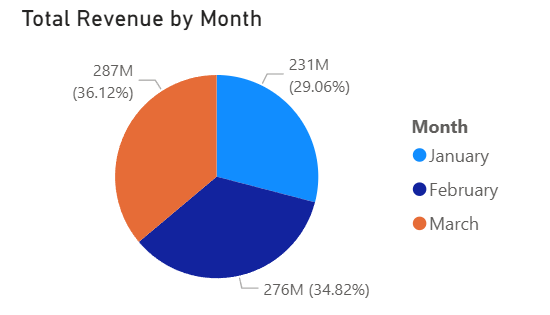 Total Revenue by Month
231M
(29.06%)
287M
(36.12%)
276M (34.82%)
Month
January
February
March